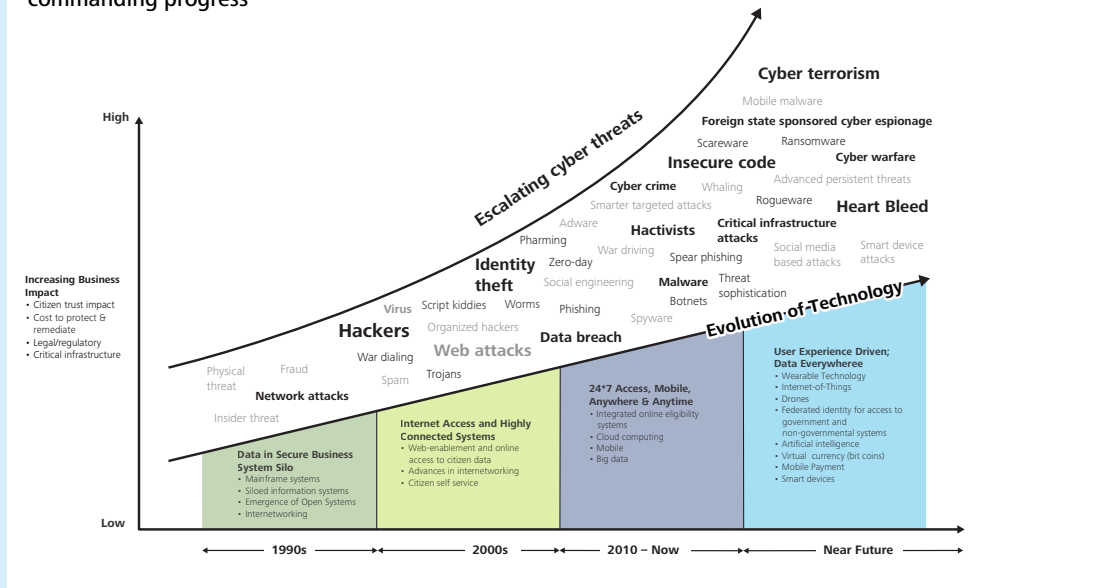 commanding progress
High
Low
Increasing Business
Impact
• Citizen trust impact
• Cost to protect &
remediate
• Legal/regulatory
• Critical infrastructure
Escalating cyber threats
Cyber terrorism
Mobile malware
Foreign state sponsored cyber espionage
Scareware
Ransomware
Insecure code
Cyber warfare
Cyber crime
Whaling
Advanced persistent threats
Smarter targeted attacks
Rogueware
Heart Bleed
Adware
Hactivists
Critical infrastructure
attacks
Pharming
War driving
Social media
based attacks
Smart device
attacks
Identity
theft
Zero-day
Spear phishing
Social engineering
Malware
Threat
sophistication
Botnets
Virus
Script kiddies
Worms
Phishing
Spyware
Hackers
Organized hackers
Data breach
War dialing
Web attacks
Physical
threat
Fraud
Spam
Trojans
Network attacks
Insider threat
Evolution of Technology
Data in Secure Business
System Silo
• Mainframe systems
• Siloed information systems
• Emergence of Open Systems
• Internetworking
Internet Access and Highly
Connected Systems
• Web-enablement and online
access to citizen data
• Advances in internetworking
• Citizen self service
24*7 Access, Mobile,
Anywhere & Anytime
• Integrated online eligibility
systems
• Cloud computing
• Mobile
• Big data
User Experience Driven;
Data Everywheree
• Wearable Technology
• Internet-of-Things
• Drones
• Federated identity for access to
government and
non-governmental systems
• Artificial intelligence
• Virtual currency (bit coins)
• Mobile Payment
• Smart devices
1990s
2000s
2010 – Now
Near Future